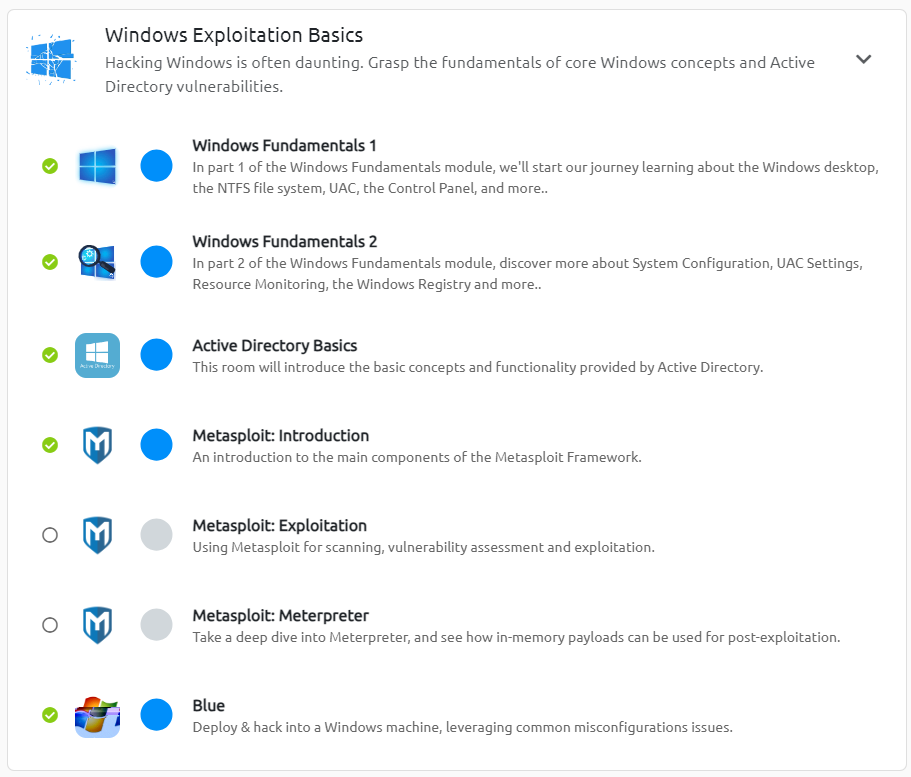 Windows Exploitation Basics
Hacking Windows is often daunting. Grasp the fundamentals of core Windows concepts and Active
Directory vulnerabilities.
Windows Fundamentals 1
In part 1 of the Windows Fundamentals module, we'll start our journey learning about the Windows desktop,
the NTFS file system, UAC, the Control Panel, and more..
Windows Fundamentals 2
In part 2 of the Windows Fundamentals module, discover more about System Configuration, UAC Settings,
Resource Monitoring, the Windows Registry and more..
Active Directory
Active Directory Basics
This room will introduce the basic concepts and functionality provided by Active Directory.
Metasploit: Introduction
An introduction to the main components of the Metasploit Framework.
Metasploit: Exploitation
Using Metasploit for scanning, vulnerability assessment and exploitation.
Metasploit: Meterpreter
Take a deep dive into Meterpreter, and see how in-memory payloads can be used for post-exploitation.
Blue
Deploy & hack into a Windows machine, leveraging common misconfigurations issues.